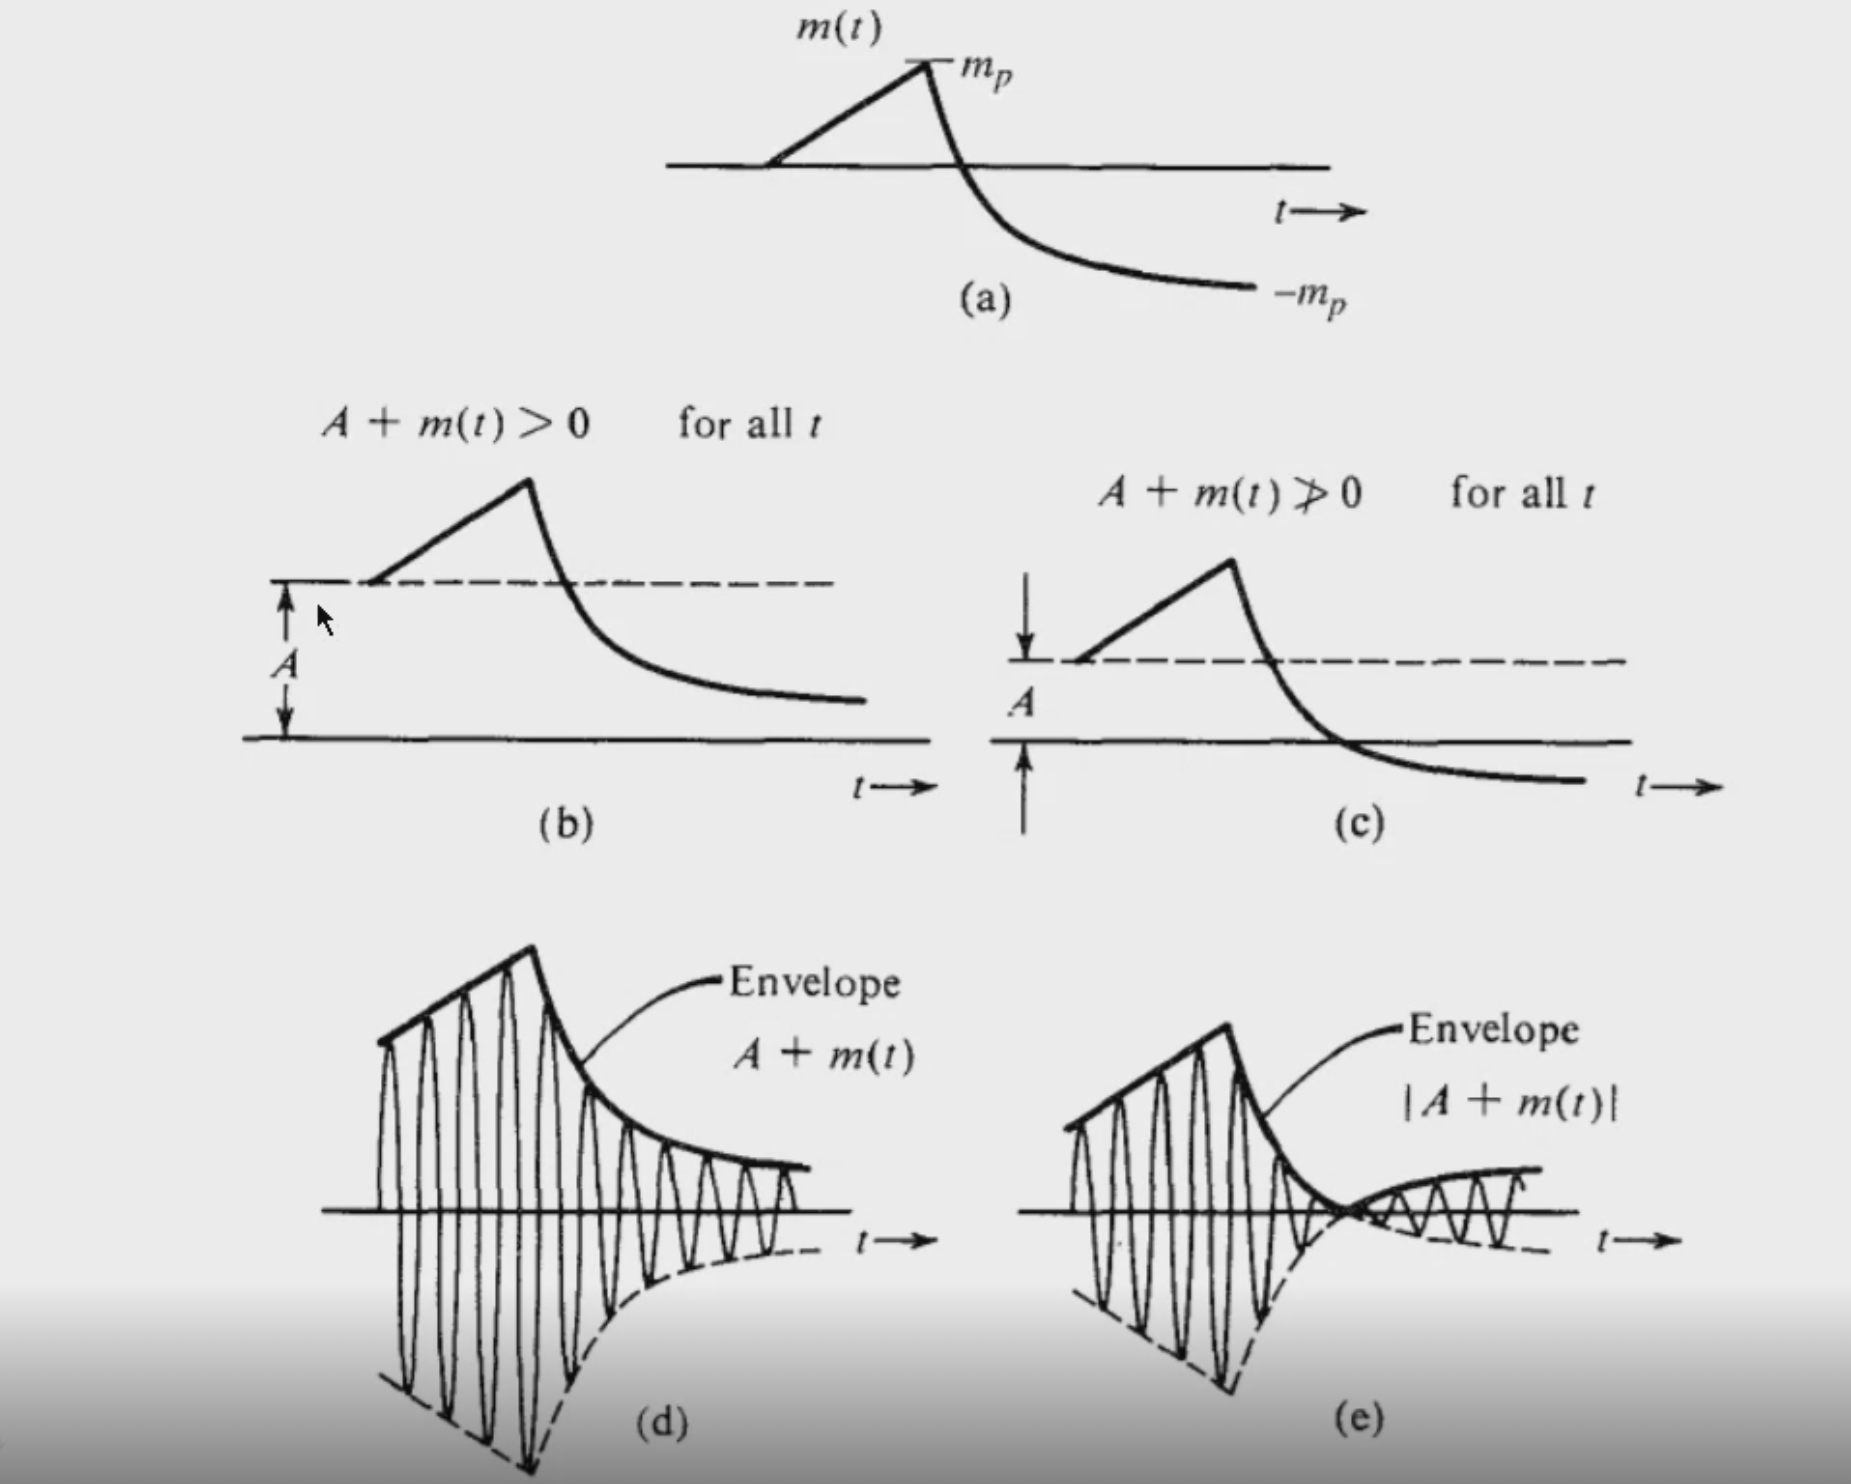 m(t)
m_p
t
-m_p
(a)
A + m(t) > 0 for all t
A + m(t) ≯ 0 for all t
A
A
t
t
(b)
(c)
Envelope
A + m(t)
Envelope
|A + m(t)|
t
t
(d)
(e)